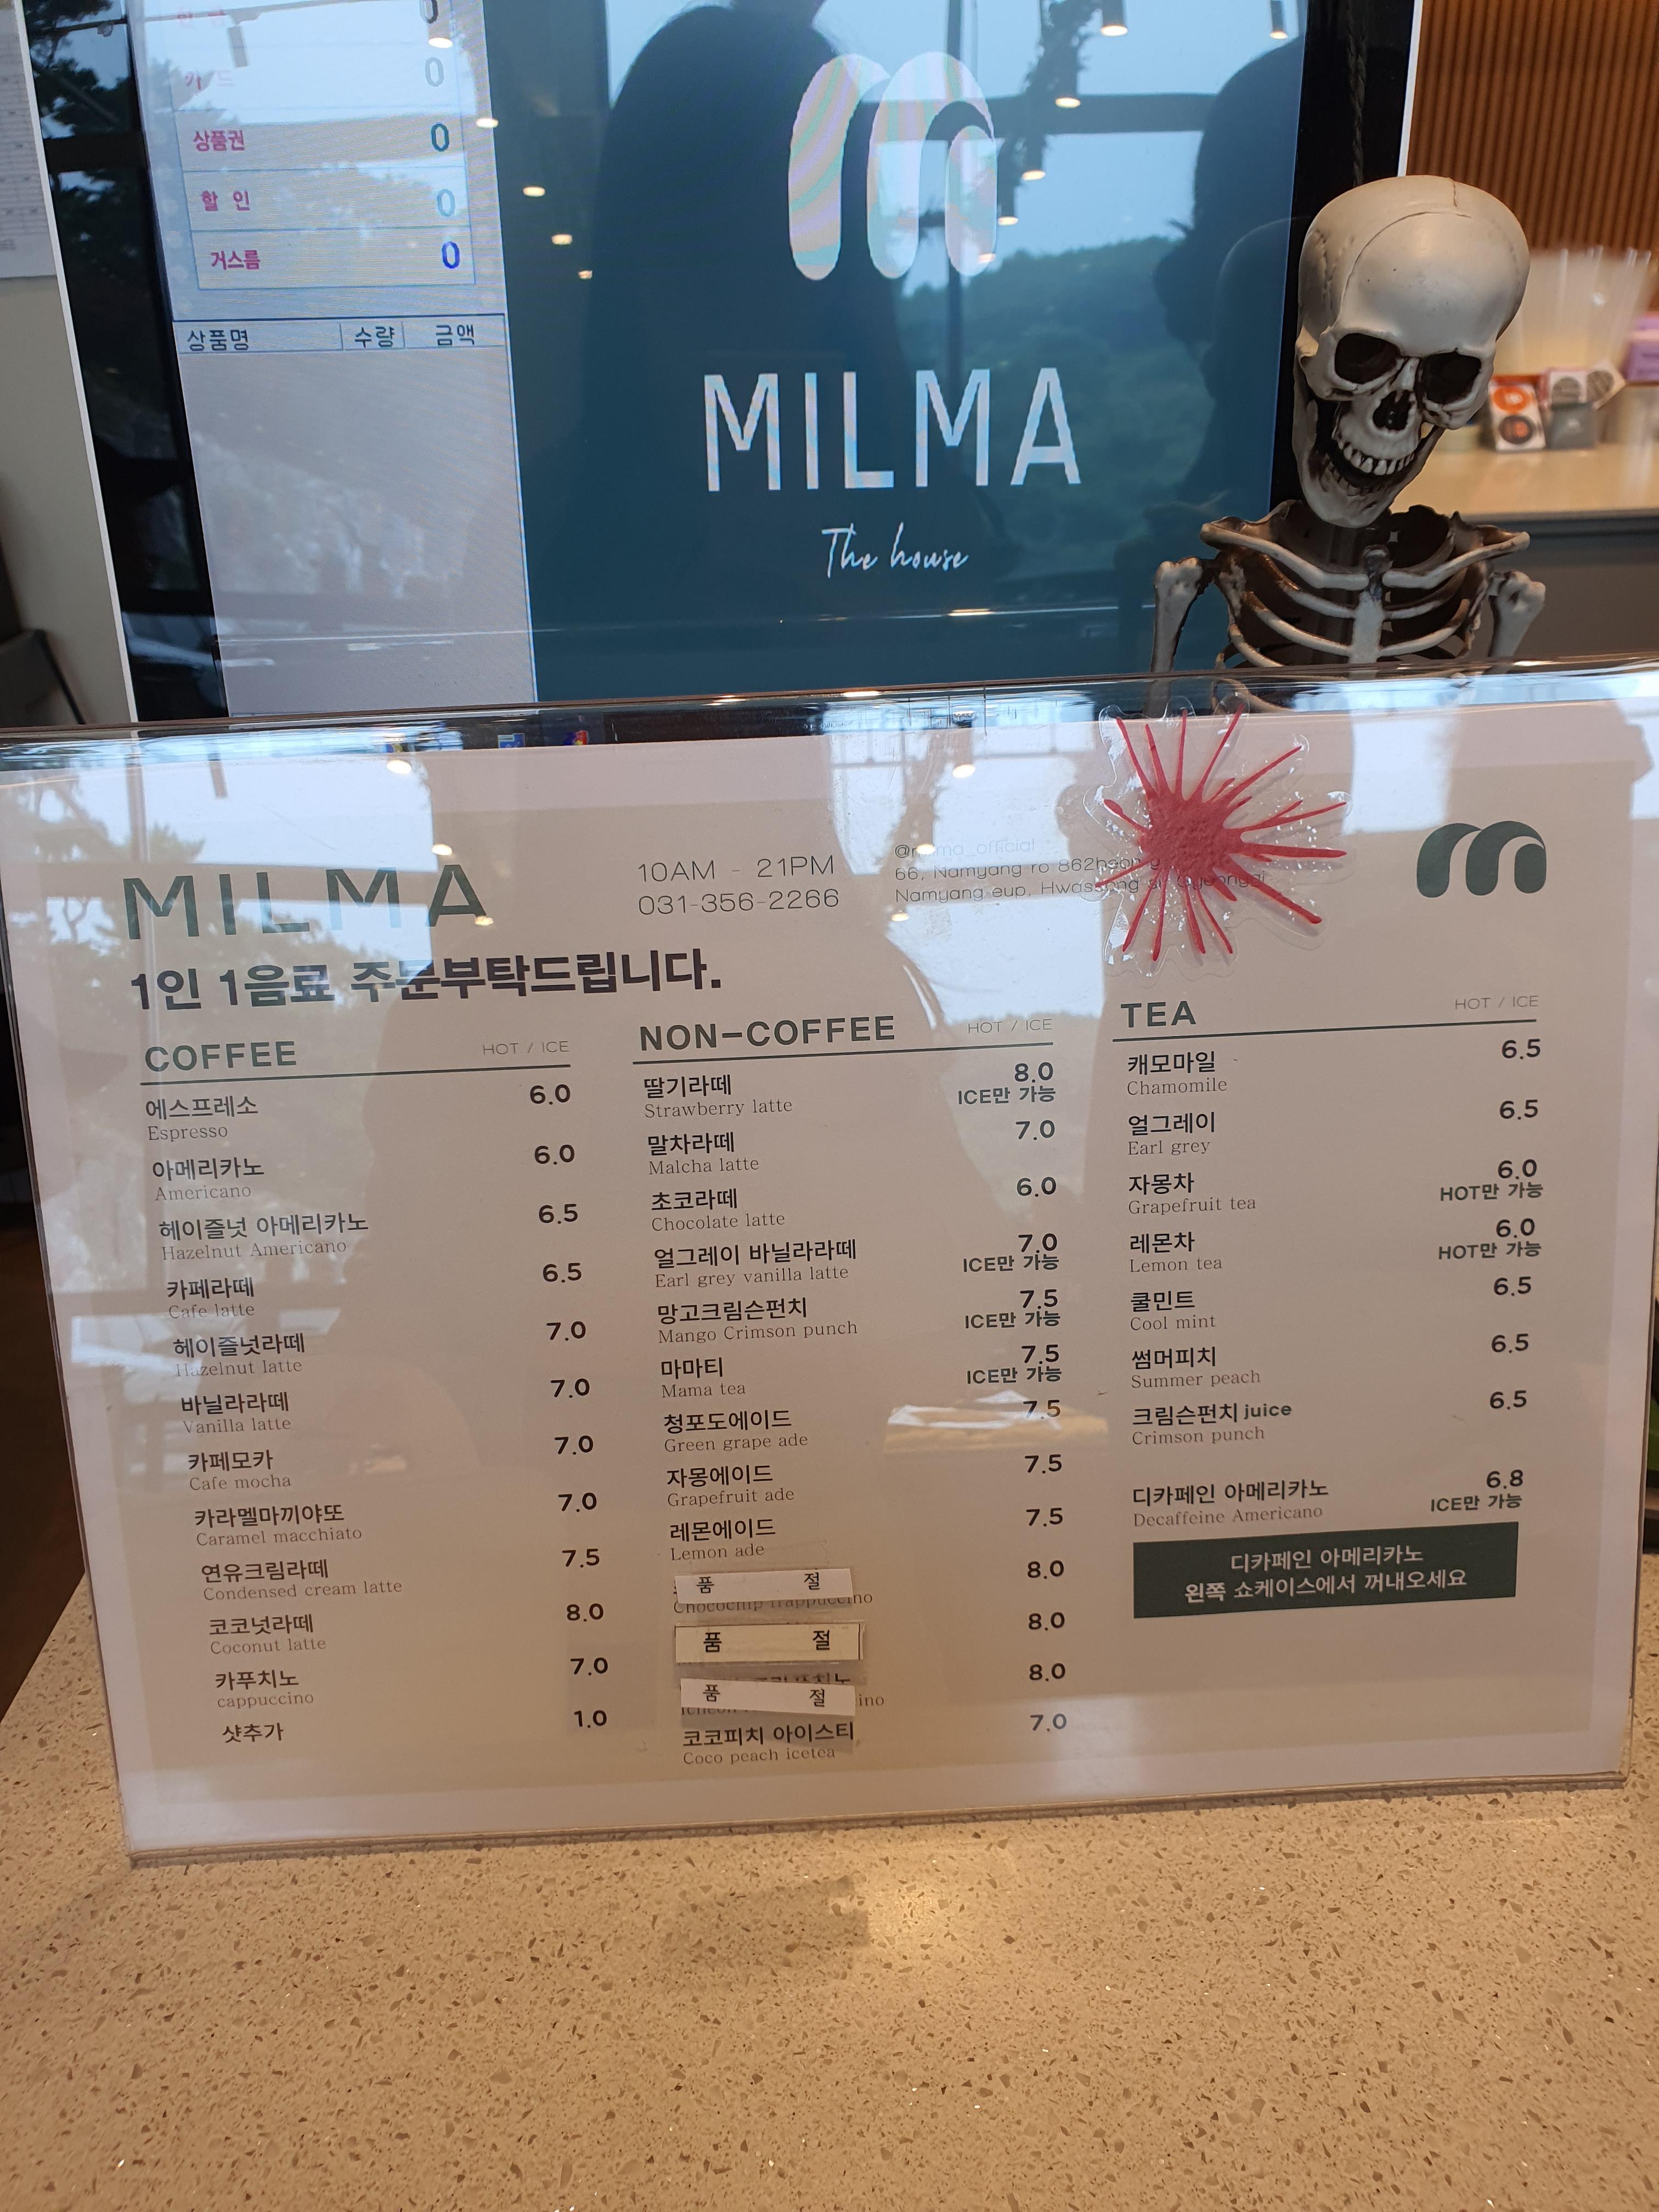 카 드 0
상품권 0
할 인 0
거스름 0
상품명 수량 금액
MILMA
The house
MILMA
10AM - 21PM
031-356-2266
66, Namyang ro 862beon
Namyang eup,
1인 1음료 주문부탁드립니다.
COFFEE HOT / ICE
에스프레소 6.0
Espresso
아메리카노 6.0
Americano
헤이즐넛 아메리카노 6.5
Hazelnut Americano
카페라떼 6.5
Cafe latte
헤이즐넛라떼 7.0
Hazelnut latte
바닐라라떼 7.0
Vanilla latte
카페모카 7.0
Cafe mocha
카라멜마끼야또 7.0
Caramel macchiato
연유크림라떼 7.5
Condensed cream latte
코코넛라떼 8.0
Coconut latte
카푸치노 7.0
cappuccino
샷추가 1.0
NON-COFFEE HOT / ICE
딸기라떼 8.0
Strawberry latte ICE만 가능
말차라떼 7.0
Malcha latte
초코라떼 6.0
Chocolate latte
얼그레이 바닐라라떼 7.0
Earl grey vanilla latte ICE만 가능
망고크림슨펀치 7.5
Mango Crimson punch ICE만 가능
마마티 7.5
Mama tea ICE만 가능
청포도에이드 7.5
Green grape ade
자몽에이드 7.5
Grapefruit ade
레몬에이드 7.5
Lemon ade
품 절 8.0
Chocochip frappuccino
품 절 8.0
품 절 8.0
코코피치 아이스티 7.0
Coco peach icetea
TEA HOT / ICE
캐모마일 6.5
Chamomile
얼그레이 6.5
Earl grey
자몽차 6.0
Grapefruit tea HOT만 가능
레몬차 6.0
Lemon tea HOT만 가능
쿨민트 6.5
Cool mint
썸머피치 6.5
Summer peach
크림슨펀치 juice 6.5
Crimson punch
디카페인 아메리카노 6.8
Decaffeine Americano ICE만 가능
디카페인 아메리카노
왼쪽 쇼케이스에서 꺼내오세요